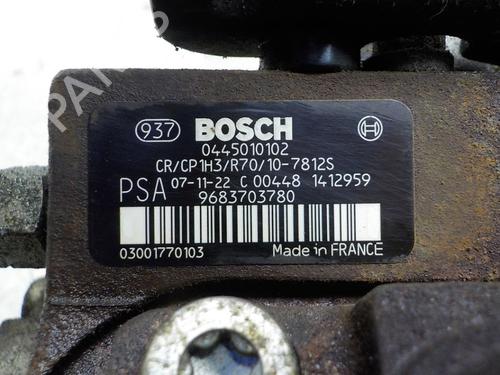 937 BOSCH
0445010102
CR/CP1H3/R70/10-7812S
PSA 07-11-22 C 00448 1412959
9683703780
03001770103 Made in FRANCE